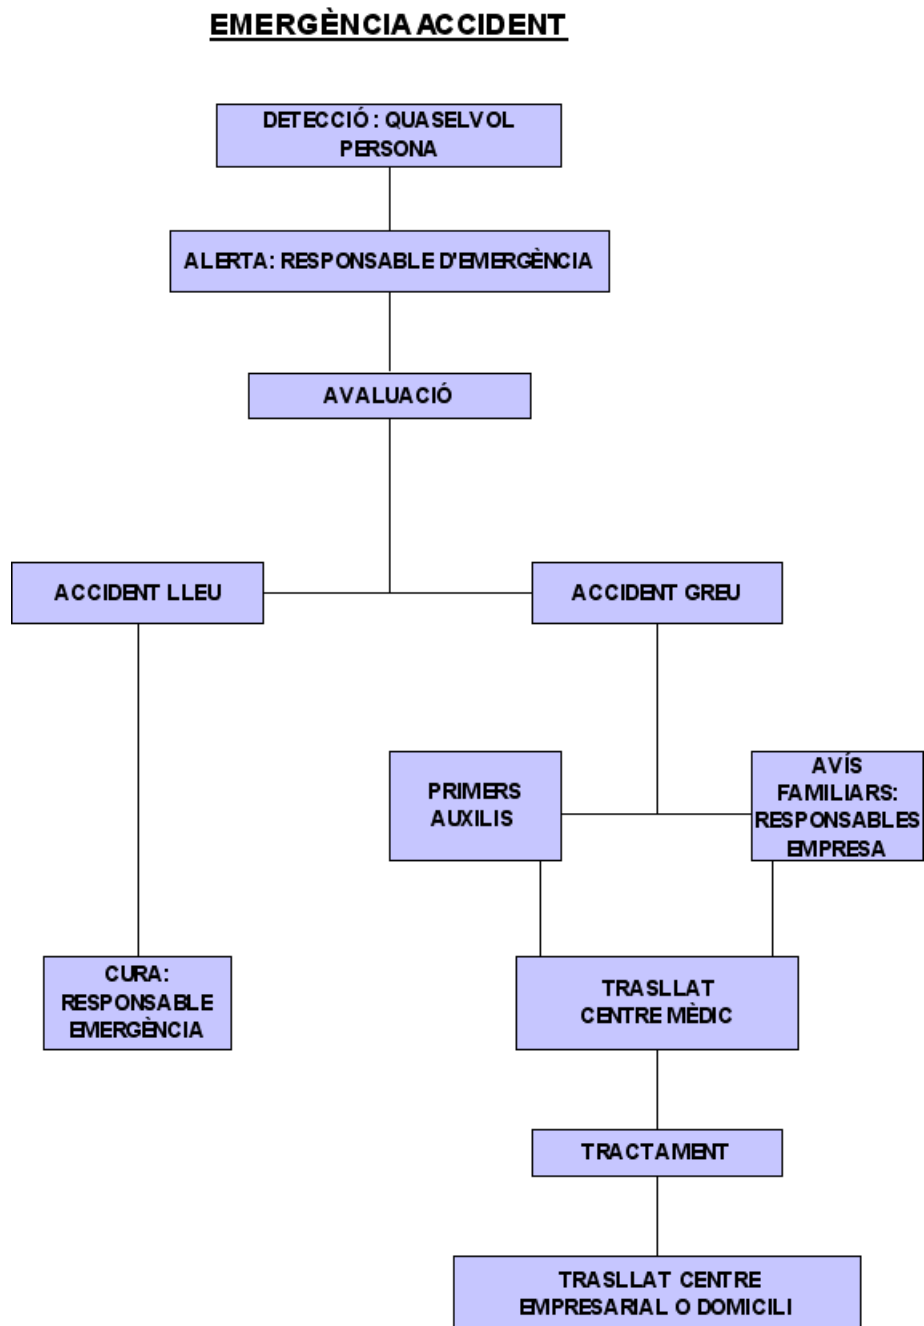 EMERGÈNCIA ACCIDENT
DETECCIÓ : QUASELVOL
PERSONA
ALERTA: RESPONSABLE D'EMERGÈNCIA
AVALUACIÓ
ACCIDENT LLEU
ACCIDENT GREU
PRIMERS
AUXILIS
AVÍS
FAMILIARS:
RESPONSABLES
EMPRESA
CURA:
RESPONSABLE
EMERGÈNCIA
TRASLLAT
CENTRE MÈDIC
TRACTAMENT
TRASLLAT CENTRE
EMPRESARIAL O DOMICILI